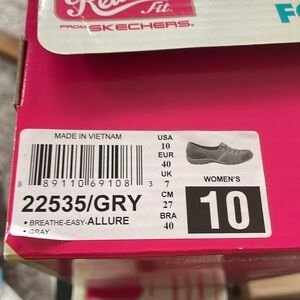 Relaxed
Fit.
FROM SKECHERS.
MADE IN VIETNAM
8 89110 69108 3
22535/GRY
• BREATHE-EASY-ALLURE
• GRAY
USA
10
EUR
40
UK
7
CM
27
BRA
40
WOMEN'S
10